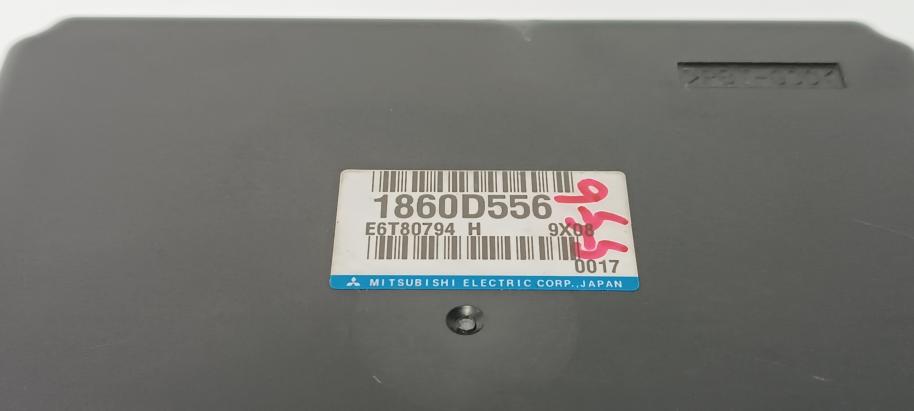 1860D556
E6T80794 H 9X08
0017
MITSUBISHI ELECTRIC CORP., JAPAN